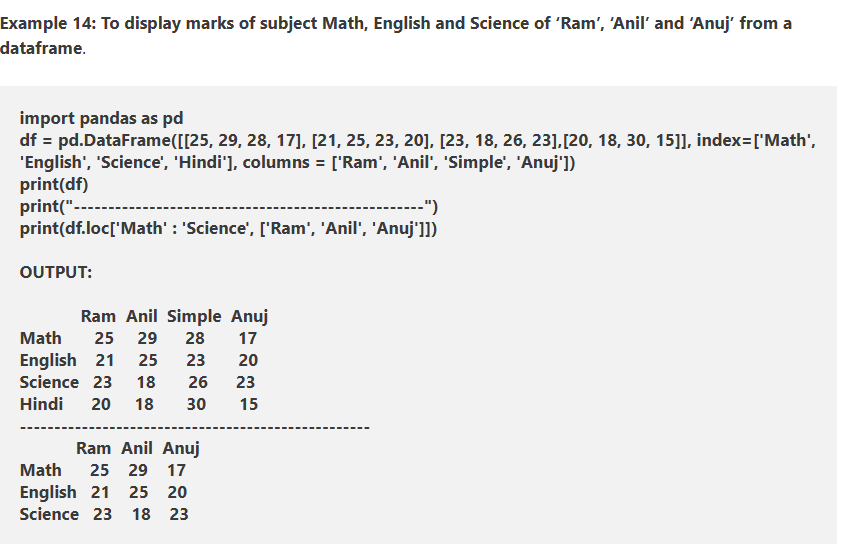 Example 14: To display marks of subject Math, English and Science of ‘Ram’, ‘Anil’ and ‘Anuj’ from a
dataframe.
import pandas as pd
df = pd.DataFrame([[25, 29, 28, 17], [21, 25, 23, 20], [23, 18, 26, 23],[20, 18, 30, 15]], index=['Math',
'English', 'Science', 'Hindi'], columns = ['Ram', 'Anil', 'Simple', 'Anuj'])
print(df)
print("---------------------------------------------------")
print(df.loc['Math' : 'Science', ['Ram', 'Anil', 'Anuj']])
OUTPUT:
Ram Anil Simple Anuj
Math 25 29 28 17
English 21 25 23 20
Science 23 18 26 23
Hindi 20 18 30 15
---------------------------------------------------
Ram Anil Anuj
Math 25 29 17
English 21 25 20
Science 23 18 23